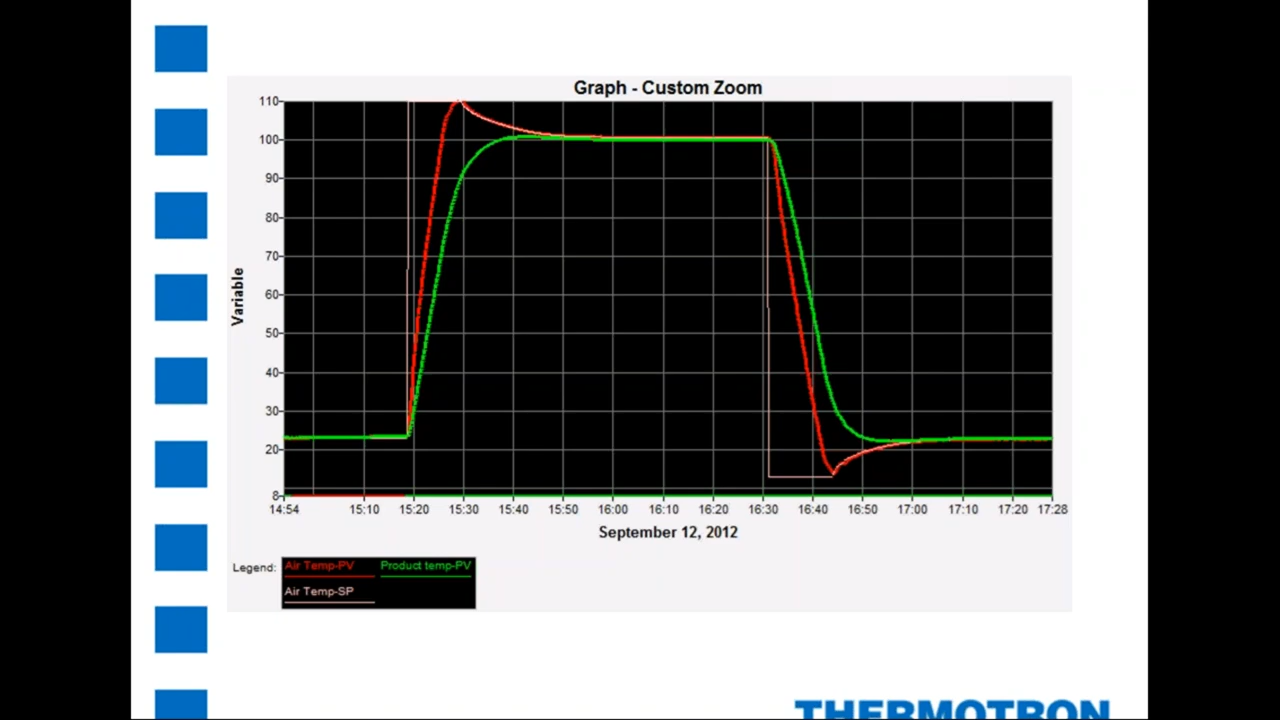 Graph - Custom Zoom
110
100
90
80
70
60
50
40
30
20
8
Variable
14:54 15:10 15:20 15:30 15:40 15:50 16:00 16:10 16:20 16:30 16:40 16:50 17:00 17:10 17:20 17:28
September 12, 2012
Legend: Air Temp-PV Product temp-PV
Air Temp-SP
THERMOTRON